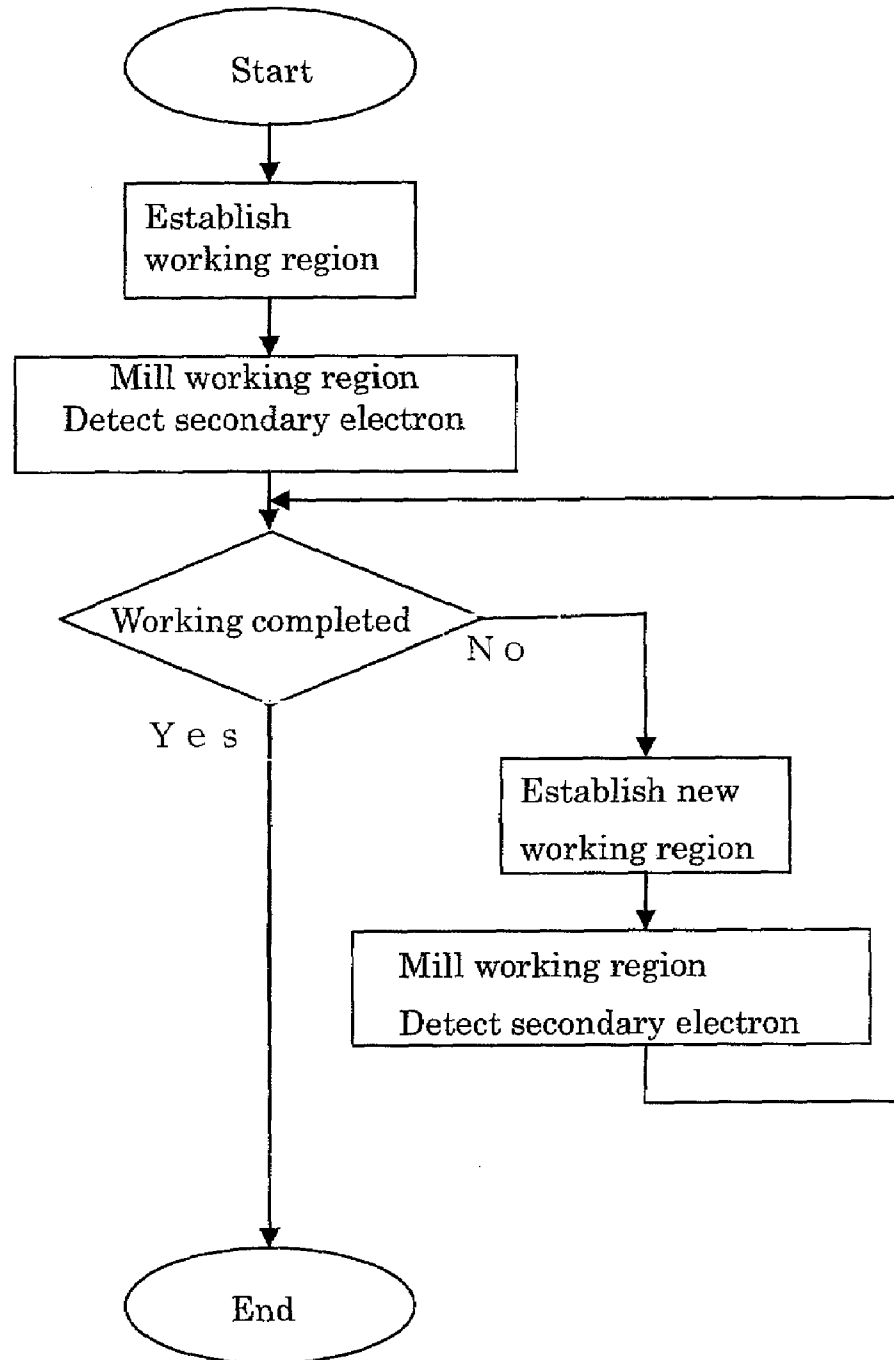 Start
Establish
working region
Mill working region
Detect secondary electron
Working completed
No
Yes
Establish new
working region
Mill working region
Detect secondary electron
End